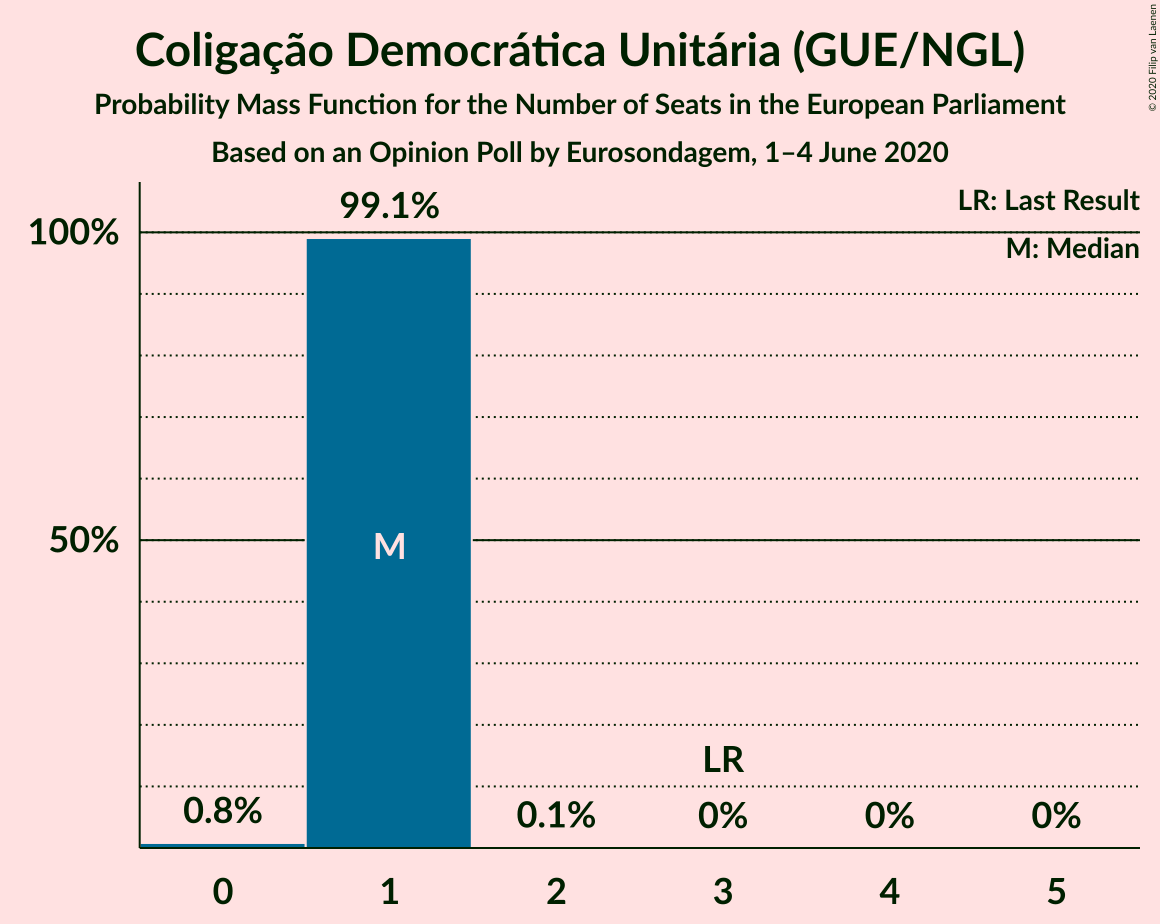 Coligação Democrática Unitária (GUE/NGL)
Probability Mass Function for the Number of Seats in the European Parliament
Based on an Opinion Poll by Eurosondagem, 1–4 June 2020
© 2020 Filip van Laenen
LR: Last Result
M: Median
99.1%
100%
50%
M
LR
0.8%
0.1%
0%
0%
0%
0 1 2 3 4 5